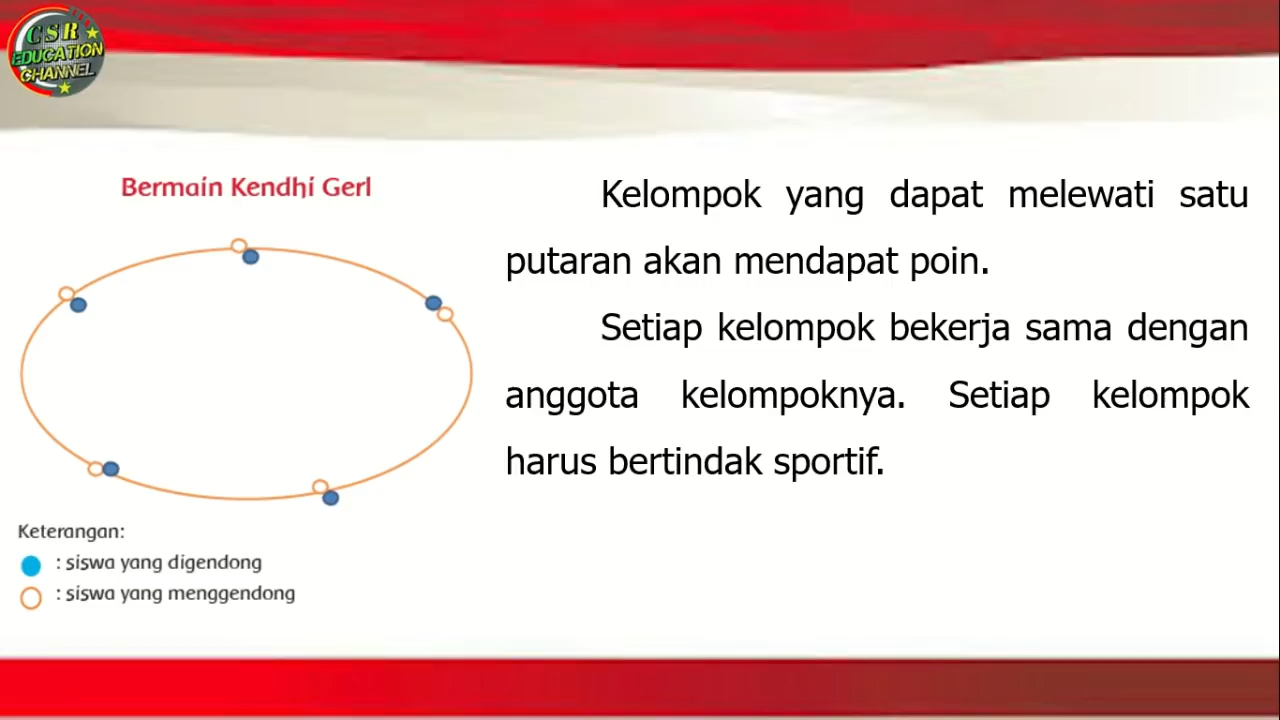 CSR
EDUCATION
CHANNEL
Bermain Kendhi Gerl
Kelompok yang dapat melewati satu
putaran akan mendapat poin.
Setiap kelompok bekerja sama dengan
anggota kelompoknya. Setiap kelompok
harus bertindak sportif.
Keterangan:
: siswa yang digendong
: siswa yang menggendong